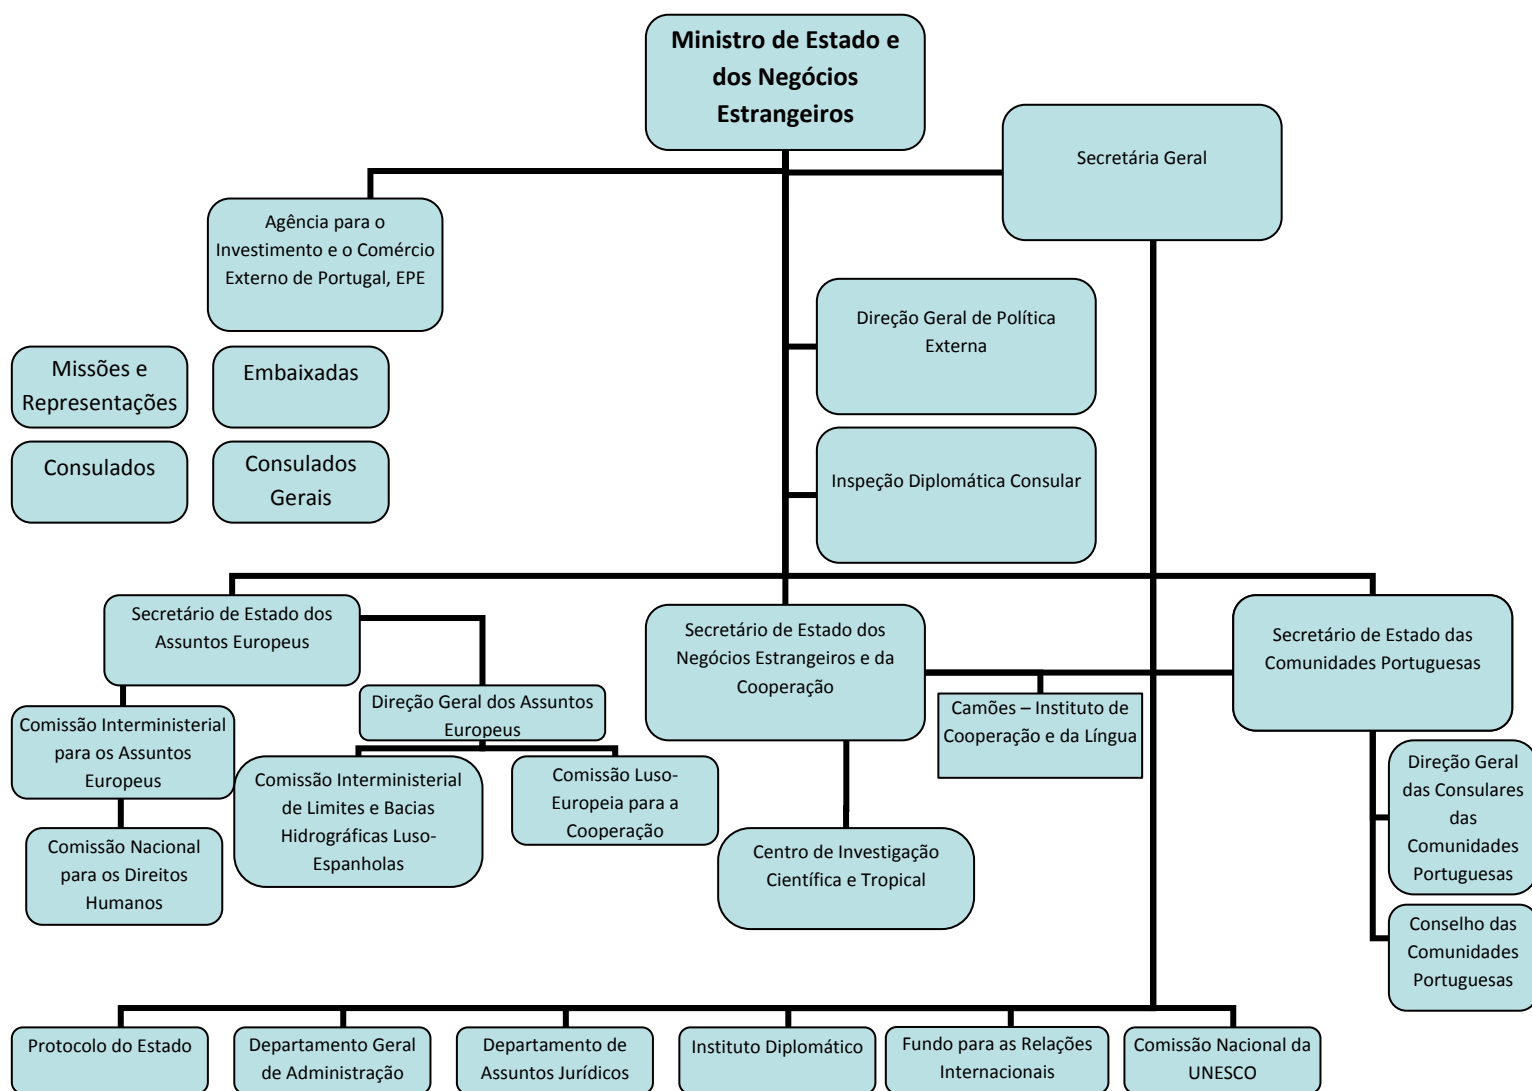 Ministro de Estado e
dos Negócios
Estrangeiros
Secretária Geral
Agência para o
Investimento e o Comércio
Externo de Portugal, EPE
Direção Geral de Política
Externa
Missões e
Representações
Embaixadas
Consulados
Consulados
Gerais
Inspeção Diplomática Consular
Secretário de Estado dos
Assuntos Europeus
Secretário de Estado dos
Negócios Estrangeiros e da
Cooperação
Secretário de Estado das
Comunidades Portuguesas
Direção Geral dos Assuntos
Europeus
Camões – Instituto de
Cooperação e da Língua
Comissão Interministerial
para os Assuntos
Europeus
Comissão Interministerial
de Limites e Bacias
Hidrográficas Luso-
Espanholas
Comissão Luso-
Europeia para a
Cooperação
Direção Geral
das Consulares
das
Comunidades
Portuguesas
Comissão Nacional
para os Direitos
Humanos
Centro de Investigação
Científica e Tropical
Conselho das
Comunidades
Portuguesas
Protocolo do Estado
Departamento Geral
de Administração
Departamento de
Assuntos Jurídicos
Instituto Diplomático
Fundo para as Relações
Internacionais
Comissão Nacional da
UNESCO